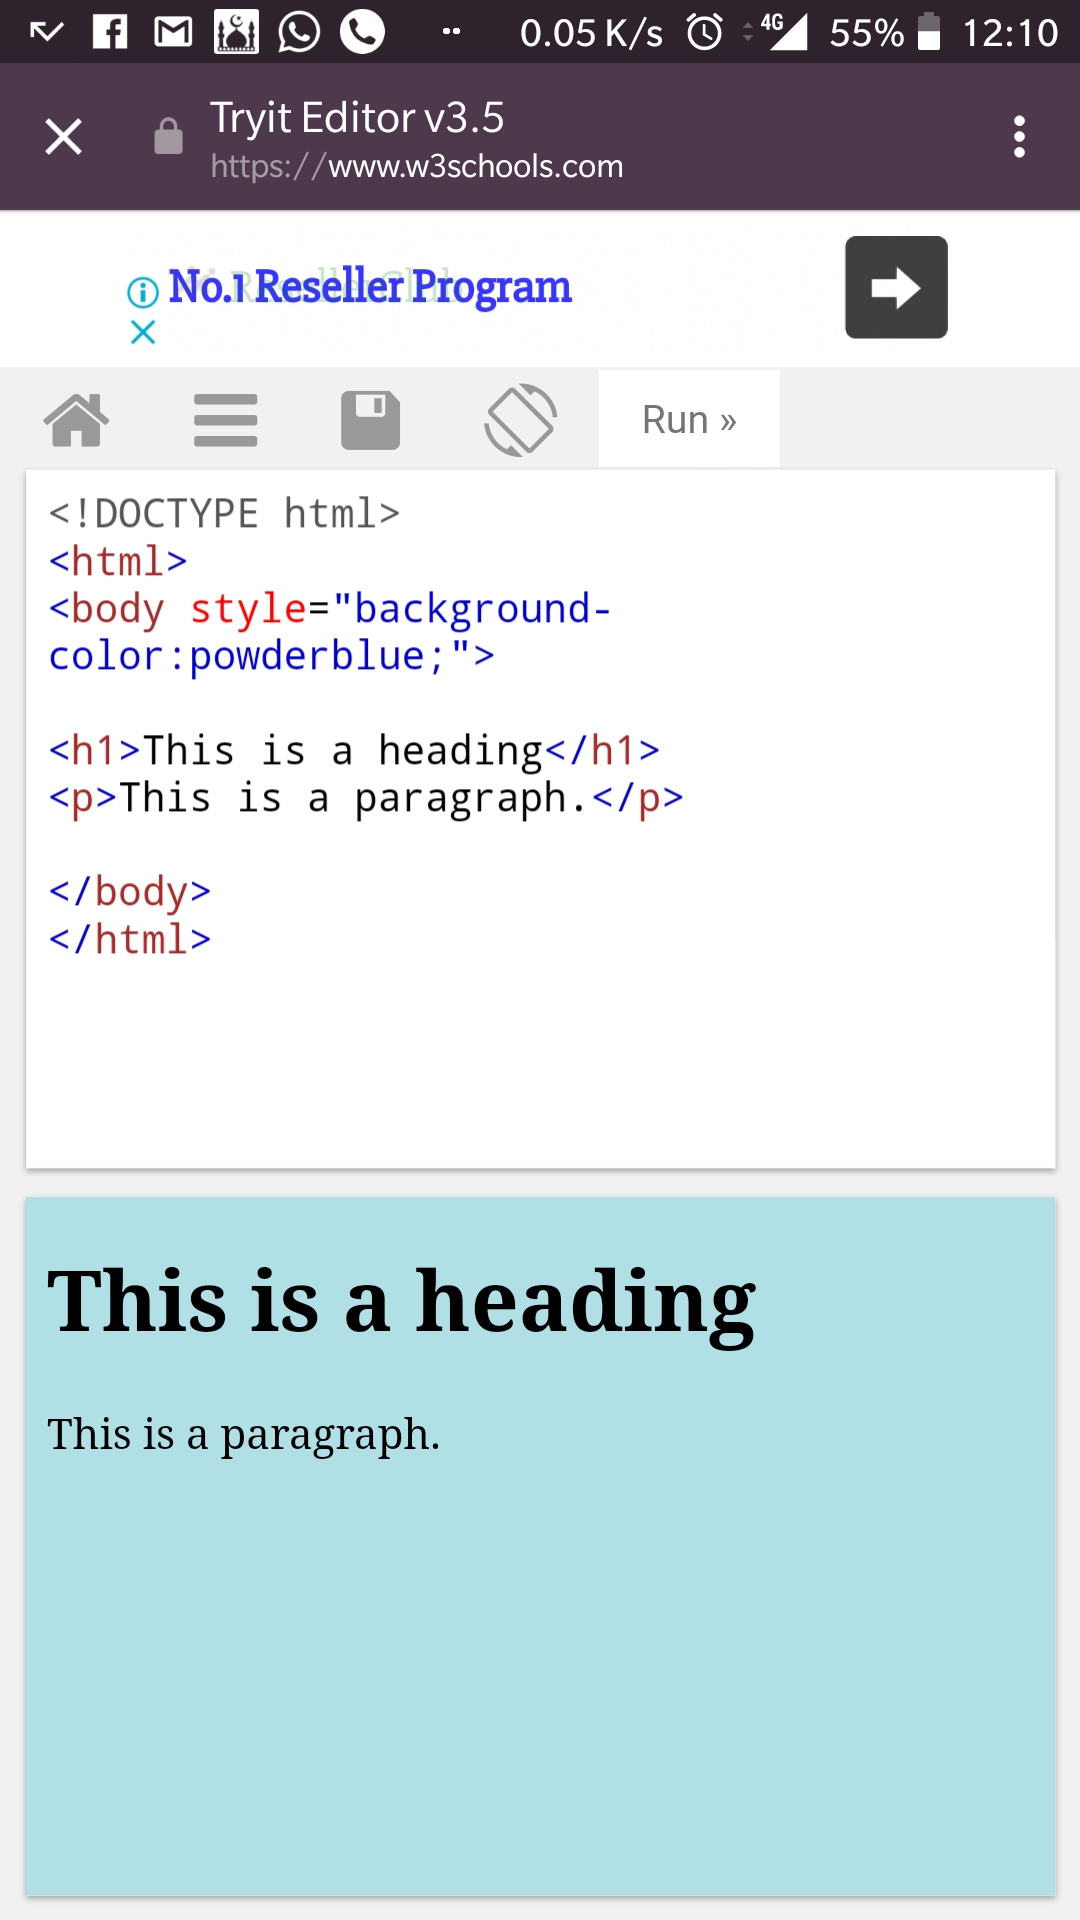 0.05 K/s 4G 55% 12:10
Tryit Editor v3.5
https://www.w3schools.com
No.1 Reseller Program
Run »
<!DOCTYPE html>
<html>
<body style="background-
color:powderblue;">
<h1>This is a heading</h1>
<p>This is a paragraph.</p>
</body>
</html>
This is a heading
This is a paragraph.